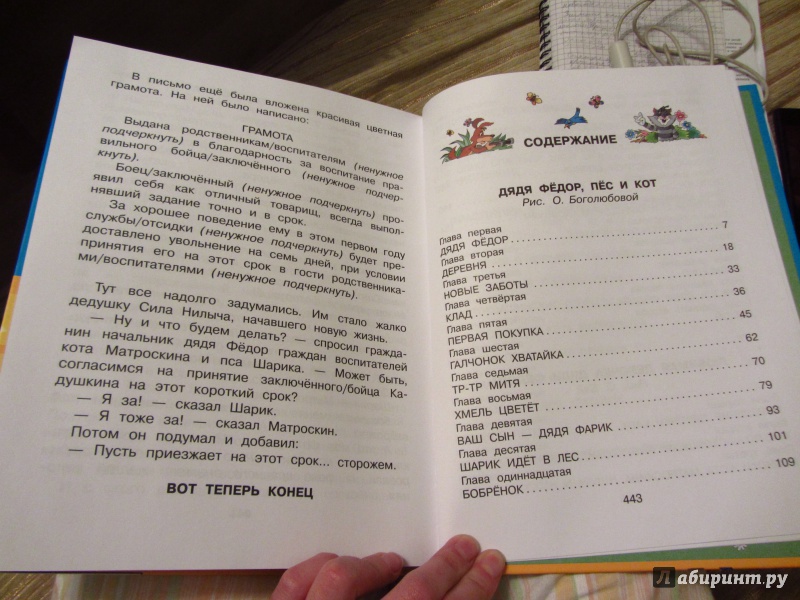 В письмо ещё была вложена красивая цветная
грамота. На ней было написано:
ГРАМОТА
Выдана родственникам/воспитателям (ненужное
подчеркнуть) в благодарность за воспитание пра-
вильного бойца/заключённого (ненужное подчер-
кнуть).
Боец/заключённый (ненужное подчеркнуть) про-
явил себя как отличный товарищ, всегда выпол-
нявший задание точно и в срок.
За хорошее поведение ему в этом первом году
службы/отсидки (ненужное подчеркнуть) будет пре-
доставлено увольнение на семь дней, при условии
принятия его на этот срок в гости родственника-
ми/воспитателями (ненужное подчеркнуть).
Тут все надолго задумались. Им стало жалко
дедушку Сила Нилыча, начавшего новую жизнь.
— Ну и что будем делать? — спросил гражда-
нин начальник дядя Фёдор граждан воспитателей
кота Матроскина и пса Шарика. — Может быть,
согласимся на принятие заключённого/бойца Ка-
душкина на этот короткий срок?
— Я за! — сказал Шарик.
— Я тоже за! — сказал Матроскин.
Потом он подумал и добавил:
— Пусть приезжает на этот срок... сторожем.
ВОТ ТЕПЕРЬ КОНЕЦ
СОДЕРЖАНИЕ
ДЯДЯ ФЁДОР, ПЁС И КОТ
Рис. О. Боголюбовой
Глава первая
ДЯДЯ ФЁДОР 7
Глава вторая
ДЕРЕВНЯ 18
Глава третья
НОВЫЕ ЗАБОТЫ 33
Глава четвёртая
КЛАД 36
Глава пятая
ПЕРВАЯ ПОКУПКА 45
Глава шестая
ГАЛЧОНОК ХВАТАЙКА 62
Глава седьмая
ТР-ТР МИТЯ 70
Глава восьмая
ХМЕЛЬ ЦВЕТЁТ 79
Глава девятая
ВАШ СЫН — ДЯДЯ ФАРИК 93
Глава десятая
ШАРИК ИДЁТ В ЛЕС 101
Глава одиннадцатая
БОБРЁНОК 109
443
Лабиринт.ру